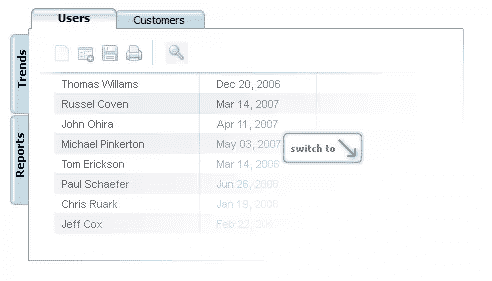 Users Customers
Trends
Reports
Thomas Willams Dec 20, 2006
Russel Coven Mar 14, 2007
John Ohira Apr 11, 2007
Michael Pinkerton May 03, 2007
switch to
Tom Erickson Mar 14, 2006
Paul Schaefer Jun 26, 2006
Chris Ruark Jan 18, 2006
Jeff Cox Feb 22,